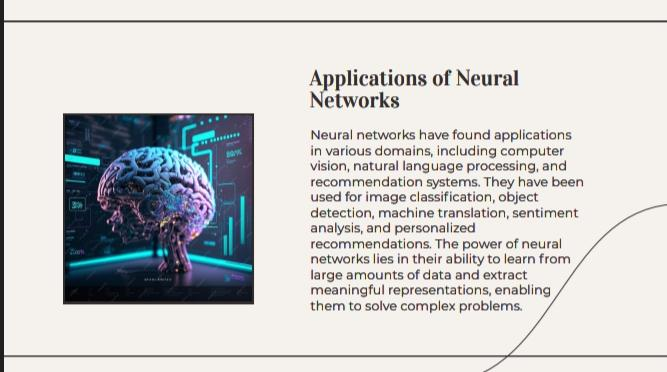 Applications of Neural
Networks
Neural networks have found applications
in various domains, including computer
vision, natural language processing, and
recommendation systems. They have been
used for image classification, object
detection, machine translation, sentiment
analysis, and personalized
recommendations. The power of neural
networks lies in their ability to learn from
large amounts of data and extract
meaningful representations, enabling
them to solve complex problems.